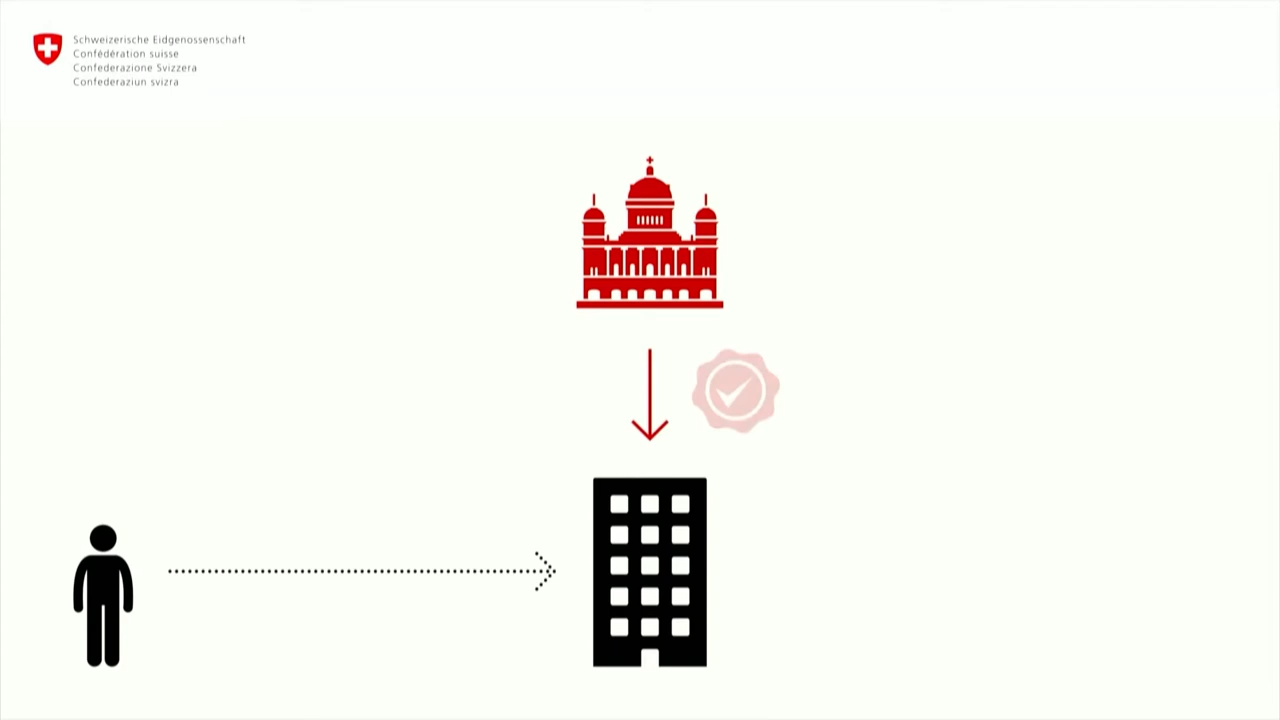 Schweizerische Eidgenossenschaft
Confédération suisse
Confederazione Svizzera
Confederaziun svizra